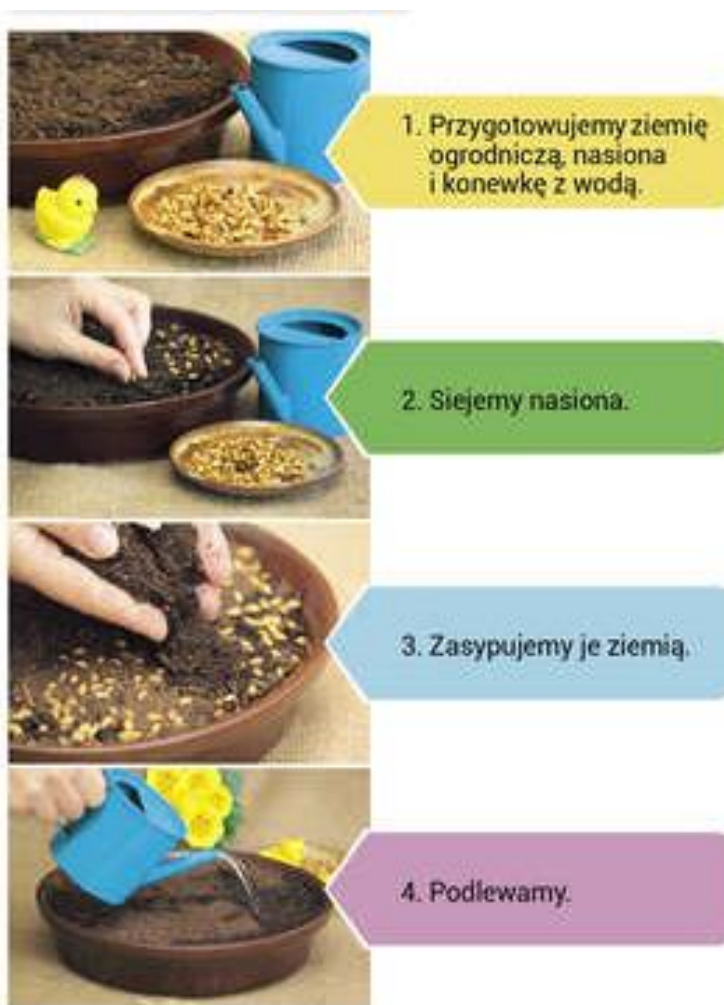 1. Przygotowujemy ziemię
ogrodniczą, nasiona
i konewkę z wodą.
2. Siejemy nasiona.
3. Zasypujemy je ziemią.
4. Podlewamy.